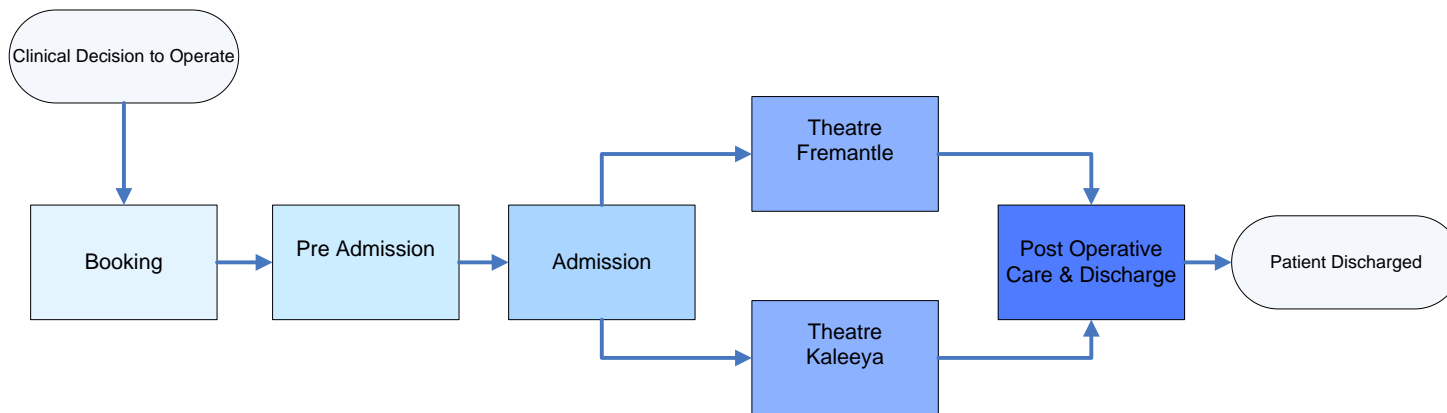 Clinical Decision to Operate
Booking
Pre Admission
Admission
Theatre
Fremantle
Theatre
Kaleeya
Post Operative
Care & Discharge
Patient Discharged